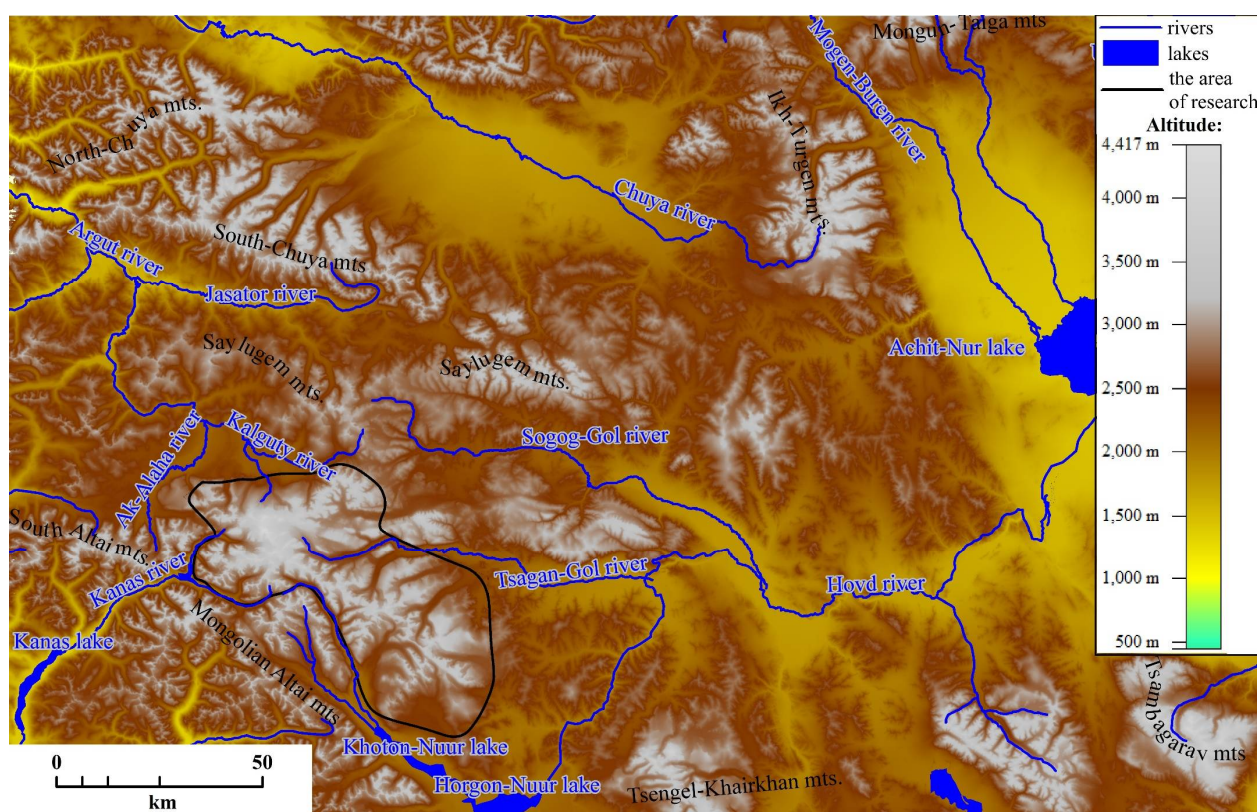 Mongun-Taiga mts
rivers
lakes
the area
of research
Altitude:
4,417 m
4,000 m
3,500 m
3,000 m
2,500 m
2,000 m
1,500 m
1,000 m
500 m
Mogen-Buren river
Ikh-Turgen mts.
North-Chuya mts.
Chuya river
South-Chuya mts
Argut river
Jasator river
Achit-Nur lake
Saylugem mts.
Saylugem mts.
Sogog-Gol river
Kalguty river
Ak-Alaha river
South Altai mts.
Kanas river
Tsagan-Gol river
Hovd river
Kanas lake
Mongolian Altai mts
Tsambagarav mts
Khoton-Nuur lake
Horgon-Nuur lake
Tsengel-Khairkhan mts.
0 50
km